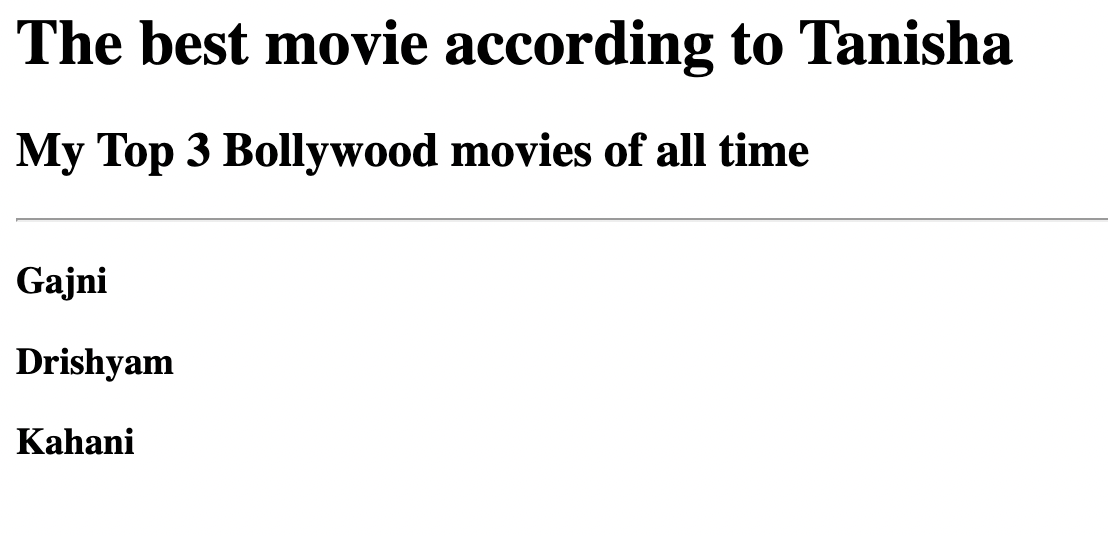 The best movie according to Tanisha
My Top 3 Bollywood movies of all time
Gajni
Drishyam
Kahani